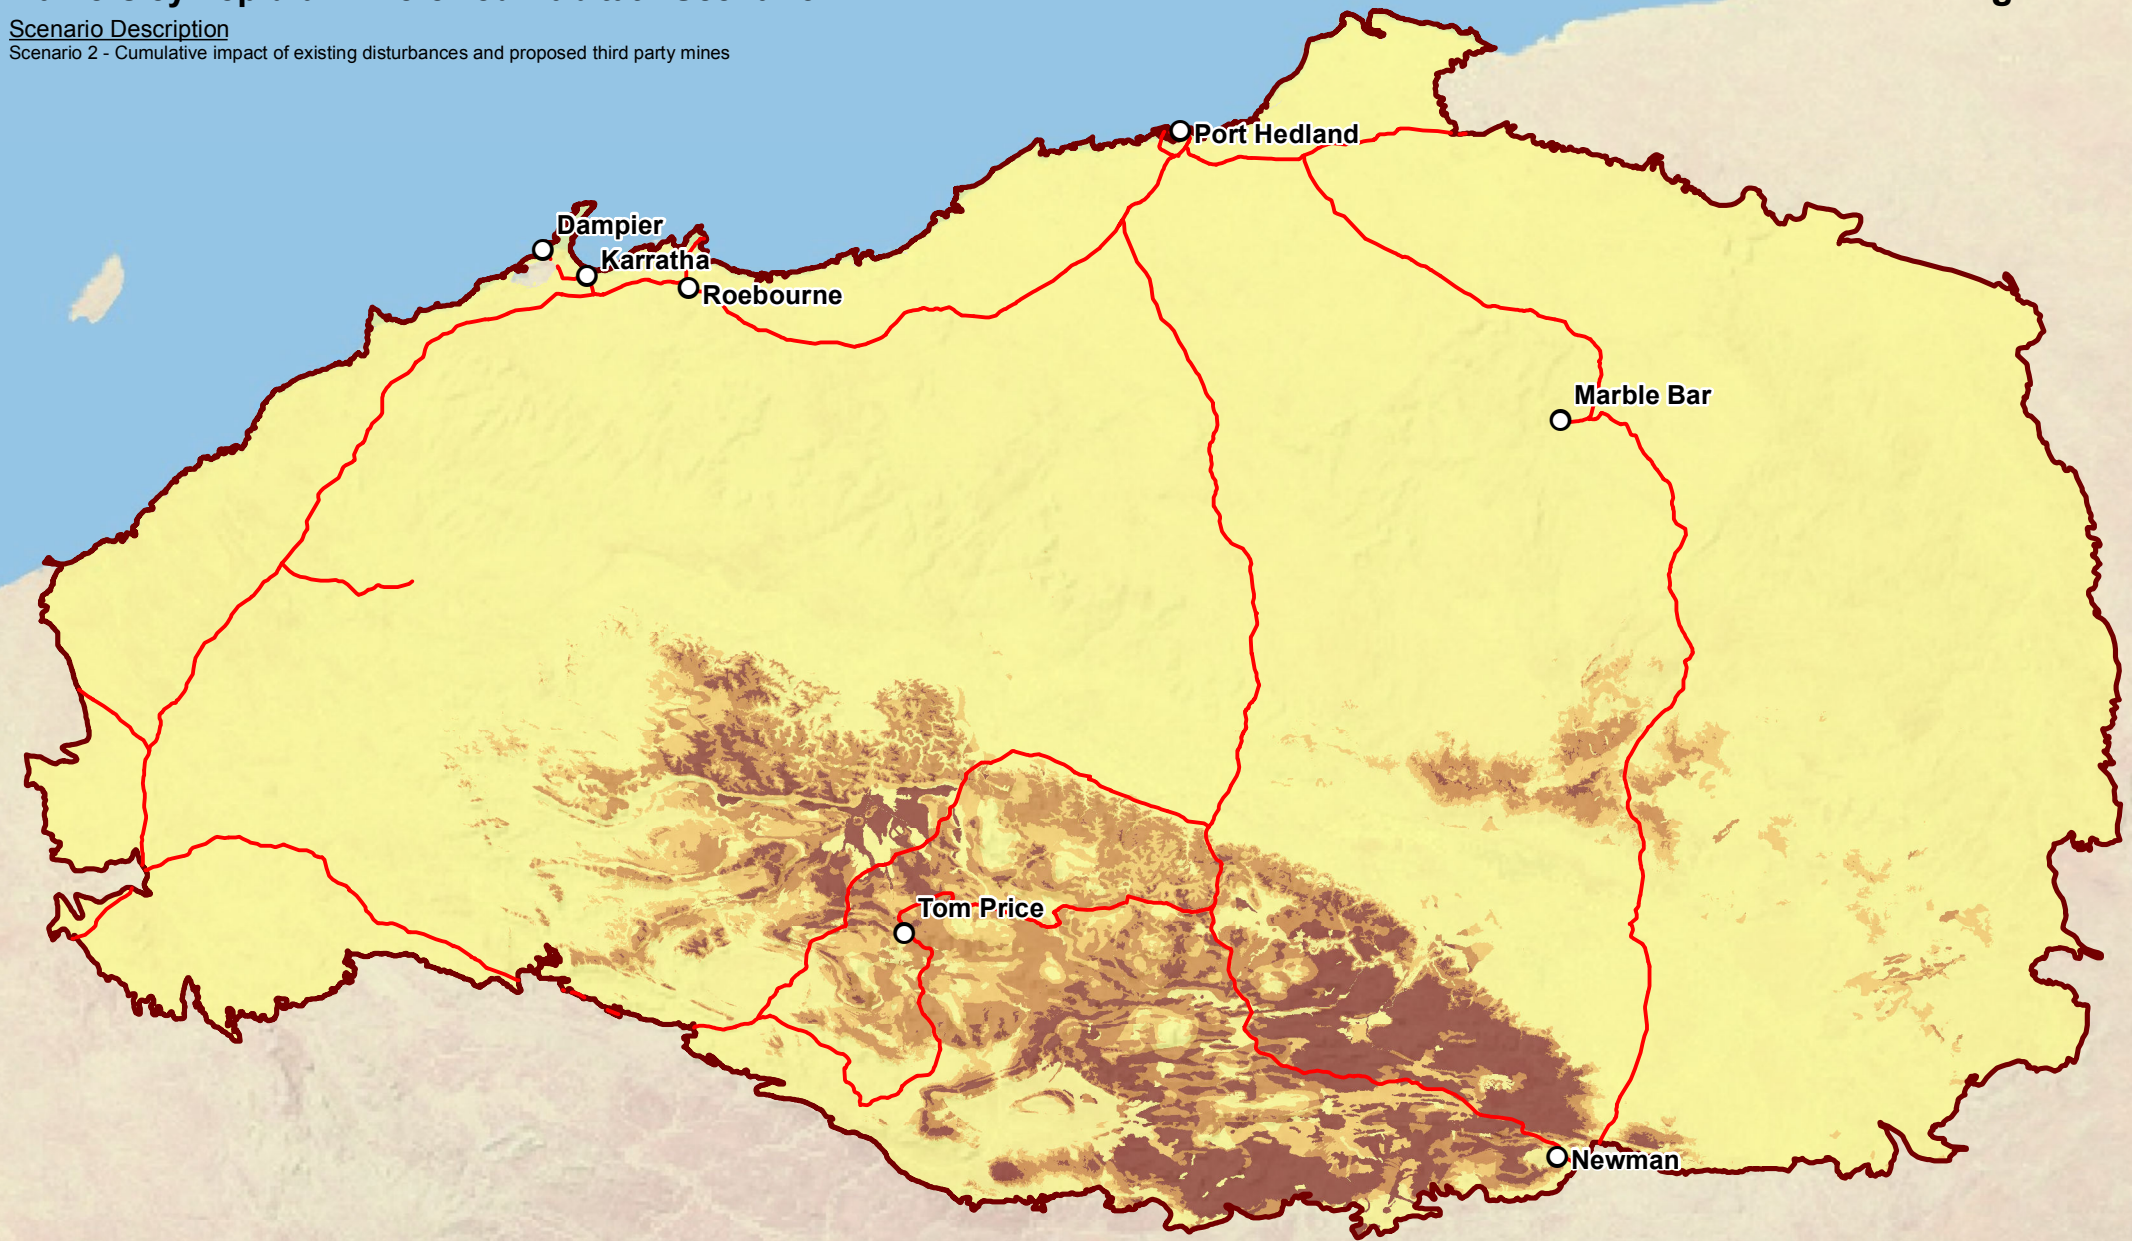 Scenario Description
Scenario 2 - Cumulative impact of existing disturbances and proposed third party mines
Port Hedland
Dampier
Karratha
Roebourne
Marble Bar
Tom Price
Newman